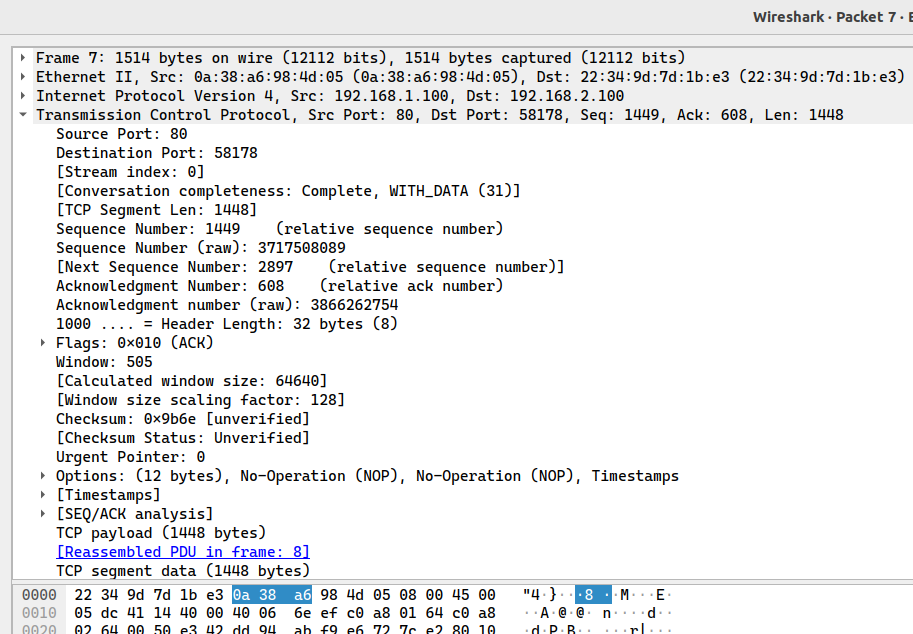 Wireshark · Packet 7 ·
Frame 7: 1514 bytes on wire (12112 bits), 1514 bytes captured (12112 bits)
Ethernet II, Src: 0a:38:a6:98:4d:05 (0a:38:a6:98:4d:05), Dst: 22:34:9d:7d:1b:e3 (22:34:9d:7d:1b:e3)
Internet Protocol Version 4, Src: 192.168.1.100, Dst: 192.168.2.100
Transmission Control Protocol, Src Port: 80, Dst Port: 58178, Seq: 1449, Ack: 608, Len: 1448
Source Port: 80
Destination Port: 58178
[Stream index: 0]
[Conversation completeness: Complete, WITH_DATA (31)]
[TCP Segment Len: 1448]
Sequence Number: 1449    (relative sequence number)
Sequence Number (raw): 3717508089
[Next Sequence Number: 2897    (relative sequence number)]
Acknowledgment Number: 608    (relative ack number)
Acknowledgment number (raw): 3866262754
1000 .... = Header Length: 32 bytes (8)
Flags: 0×010 (ACK)
Window: 505
[Calculated window size: 64640]
[Window size scaling factor: 128]
Checksum: 0×9b6e [unverified]
[Checksum Status: Unverified]
Urgent Pointer: 0
Options: (12 bytes), No-Operation (NOP), No-Operation (NOP), Timestamps
[Timestamps]
[SEQ/ACK analysis]
TCP payload (1448 bytes)
[Reassembled PDU in frame: 8]
TCP segment data (1448 bytes)
0000 22 34 9d 7d 1b e3 0a 38 a6 98 4d 05 08 00 45 00 "4·}···8·M···E·
0010 05 dc 41 14 40 00 40 06 6e ef c0 a8 01 64 c0 a8 ··A·@·@·n····d··
0020 02 64 00 50 e3 42 dd 94 ab f9 e6 72 7c e2 80 10 ·d·P·B·····r|···